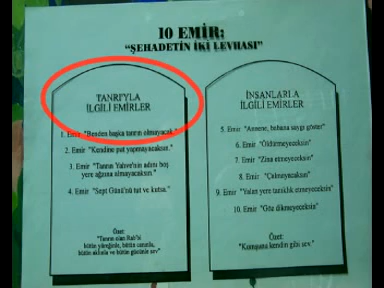 10 EMİR:
"ŞEHADETİN İKİ LEVHASI"
TANRI'YLA
İLGİLİ EMİRLER
1. Emir "Benden başka tanrın olmayacak."
2. Emir "Kendine put yapmayacaksın."
3. Emir "Tanrın Yahve'nin adını boş
yere ağzına almayacaksın."
4. Emir "Sept Günü'nü tut ve kutsa."
Özet:
"Tanrın olan Rab'bi
bütün yüreğinle, bütün canınla,
bütün aklınla ve bütün gücünle sev"
İNSANLARLA
İLGİLİ EMİRLER
5. Emir "Annene, babana saygı göster"
6. Emir "Öldürmeyeceksin"
7. Emir "Zina etmeyeceksin"
8. Emir "Çalmayacaksın"
9. Emir "Yalan yere tanıklık etmeyeceksin"
10. Emir "Göz dikmeyeceksin"
Özet:
"Komşunu kendin gibi sev."